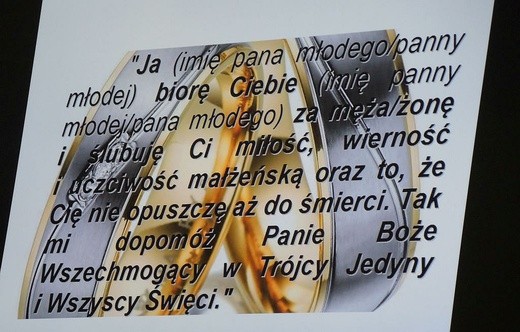 "Ja (imię pana młodego/panny
młodej) biorę Ciebie (imię panny
młodej/pana młodego) za męża/żonę
i ślubuję Ci miłość, wierność
i uczciwość małżeńską oraz to, że
Cię nie opuszczę aż do śmierci. Tak
mi dopomóż Panie Boże
Wszechmogący w Trójcy Jedyny
i Wszyscy Święci."